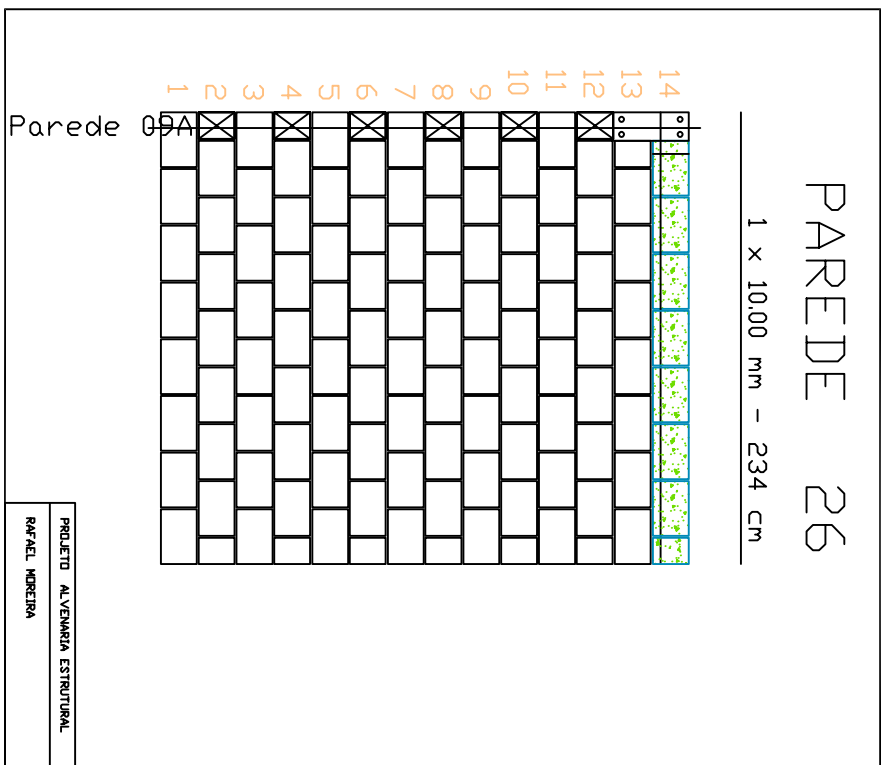 PAREDE 26
1 x 10.00 mm - 234 cm
14
13
12
11
10
9
8
7
6
5
4
3
2
1
Parede 09A
PROJETO ALVENARIA ESTRUTURAL
RAFAEL MOREIRA